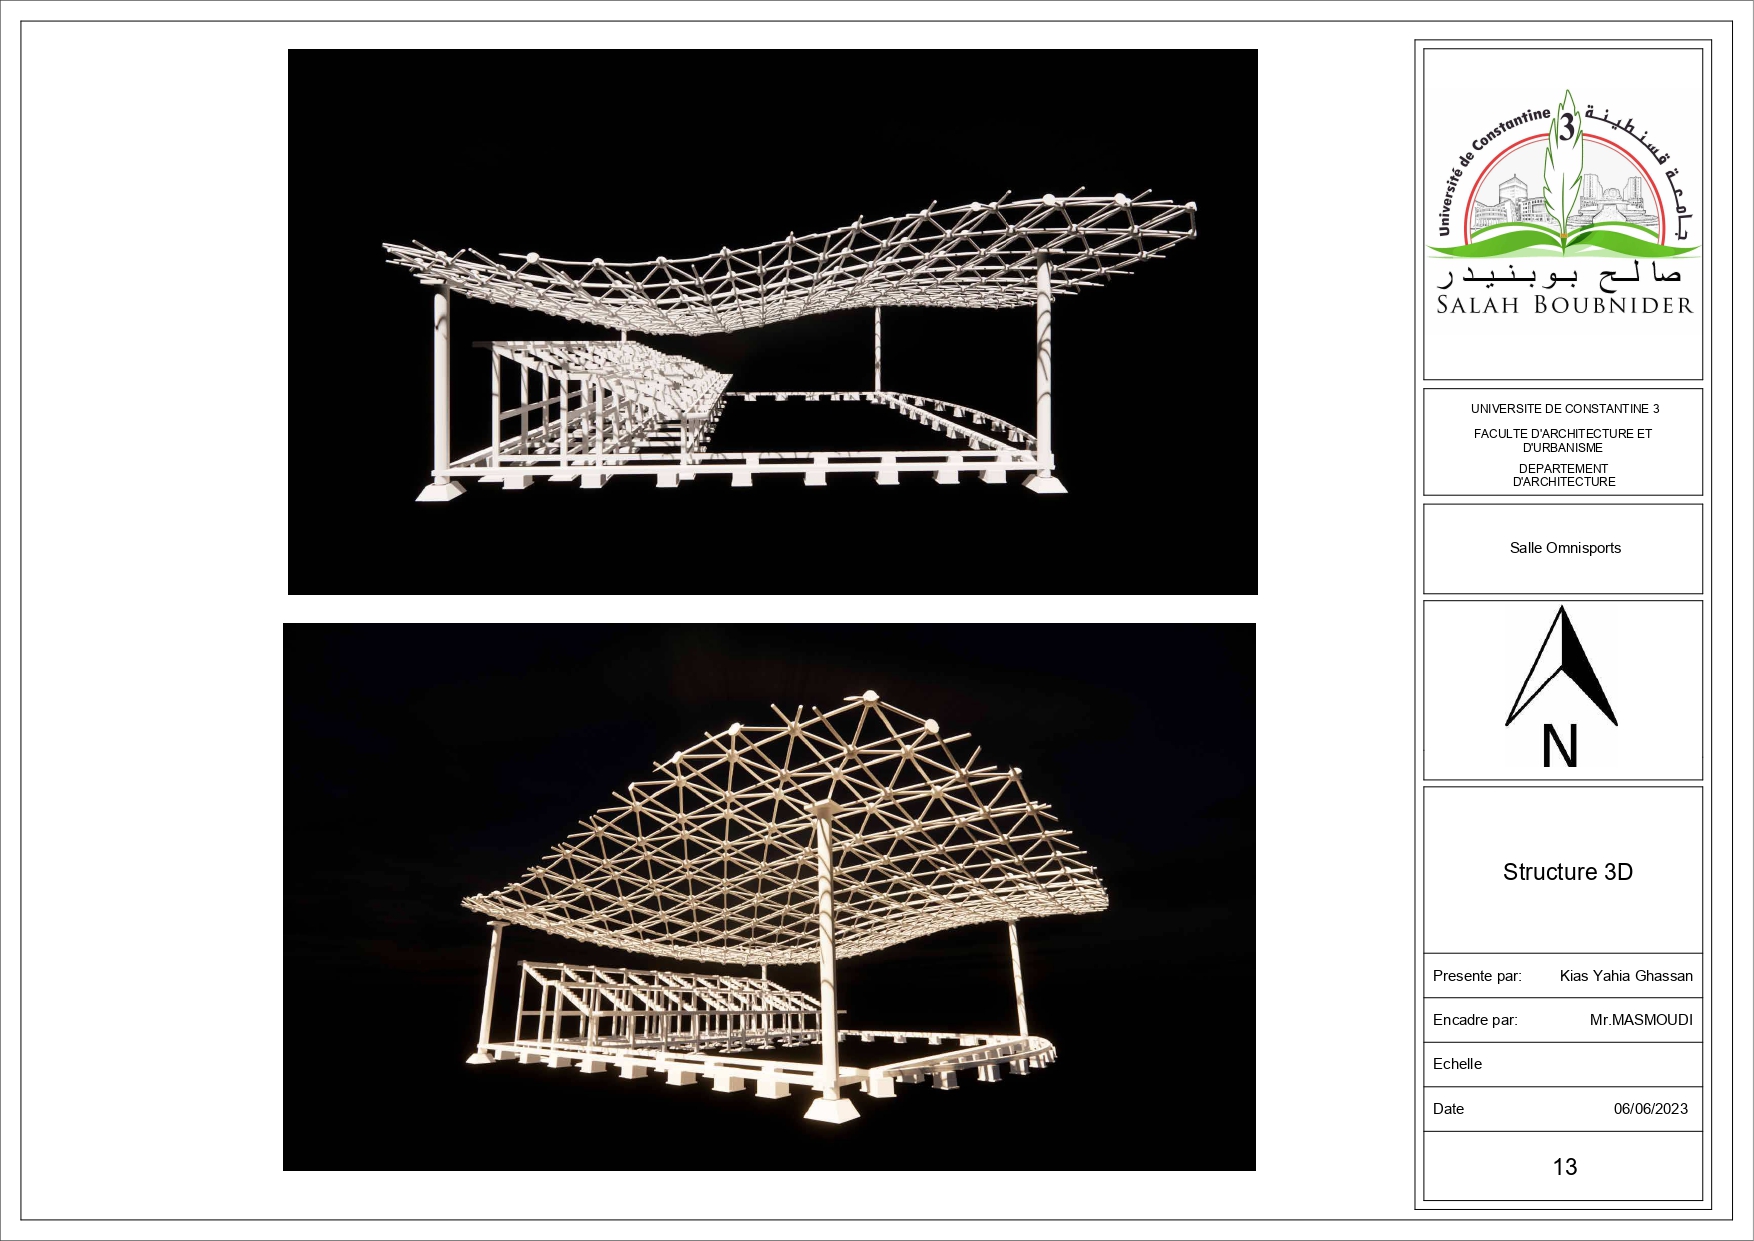 Université de Constantine 3 جامعة قسنطينة
صالح بوبنيدر
SALAH BOUBNIDER
UNIVERSITE DE CONSTANTINE 3
FACULTE D'ARCHITECTURE ET
D'URBANISME
DEPARTEMENT
D'ARCHITECTURE
Salle Omnisports
N
Structure 3D
Presente par: Kias Yahia Ghassan
Encadre par: Mr.MASMOUDI
Echelle
Date 06/06/2023
13